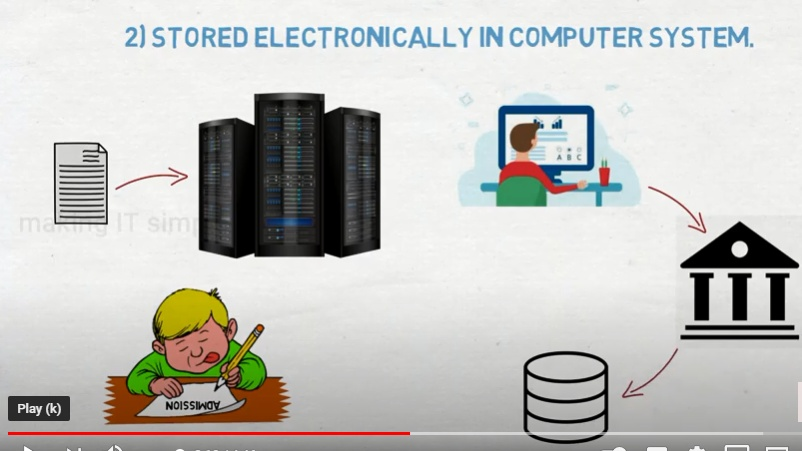 2) STORED ELECTRONICALLY IN COMPUTER SYSTEM.
A B C
making IT simp
ADMISSION
Play (k)